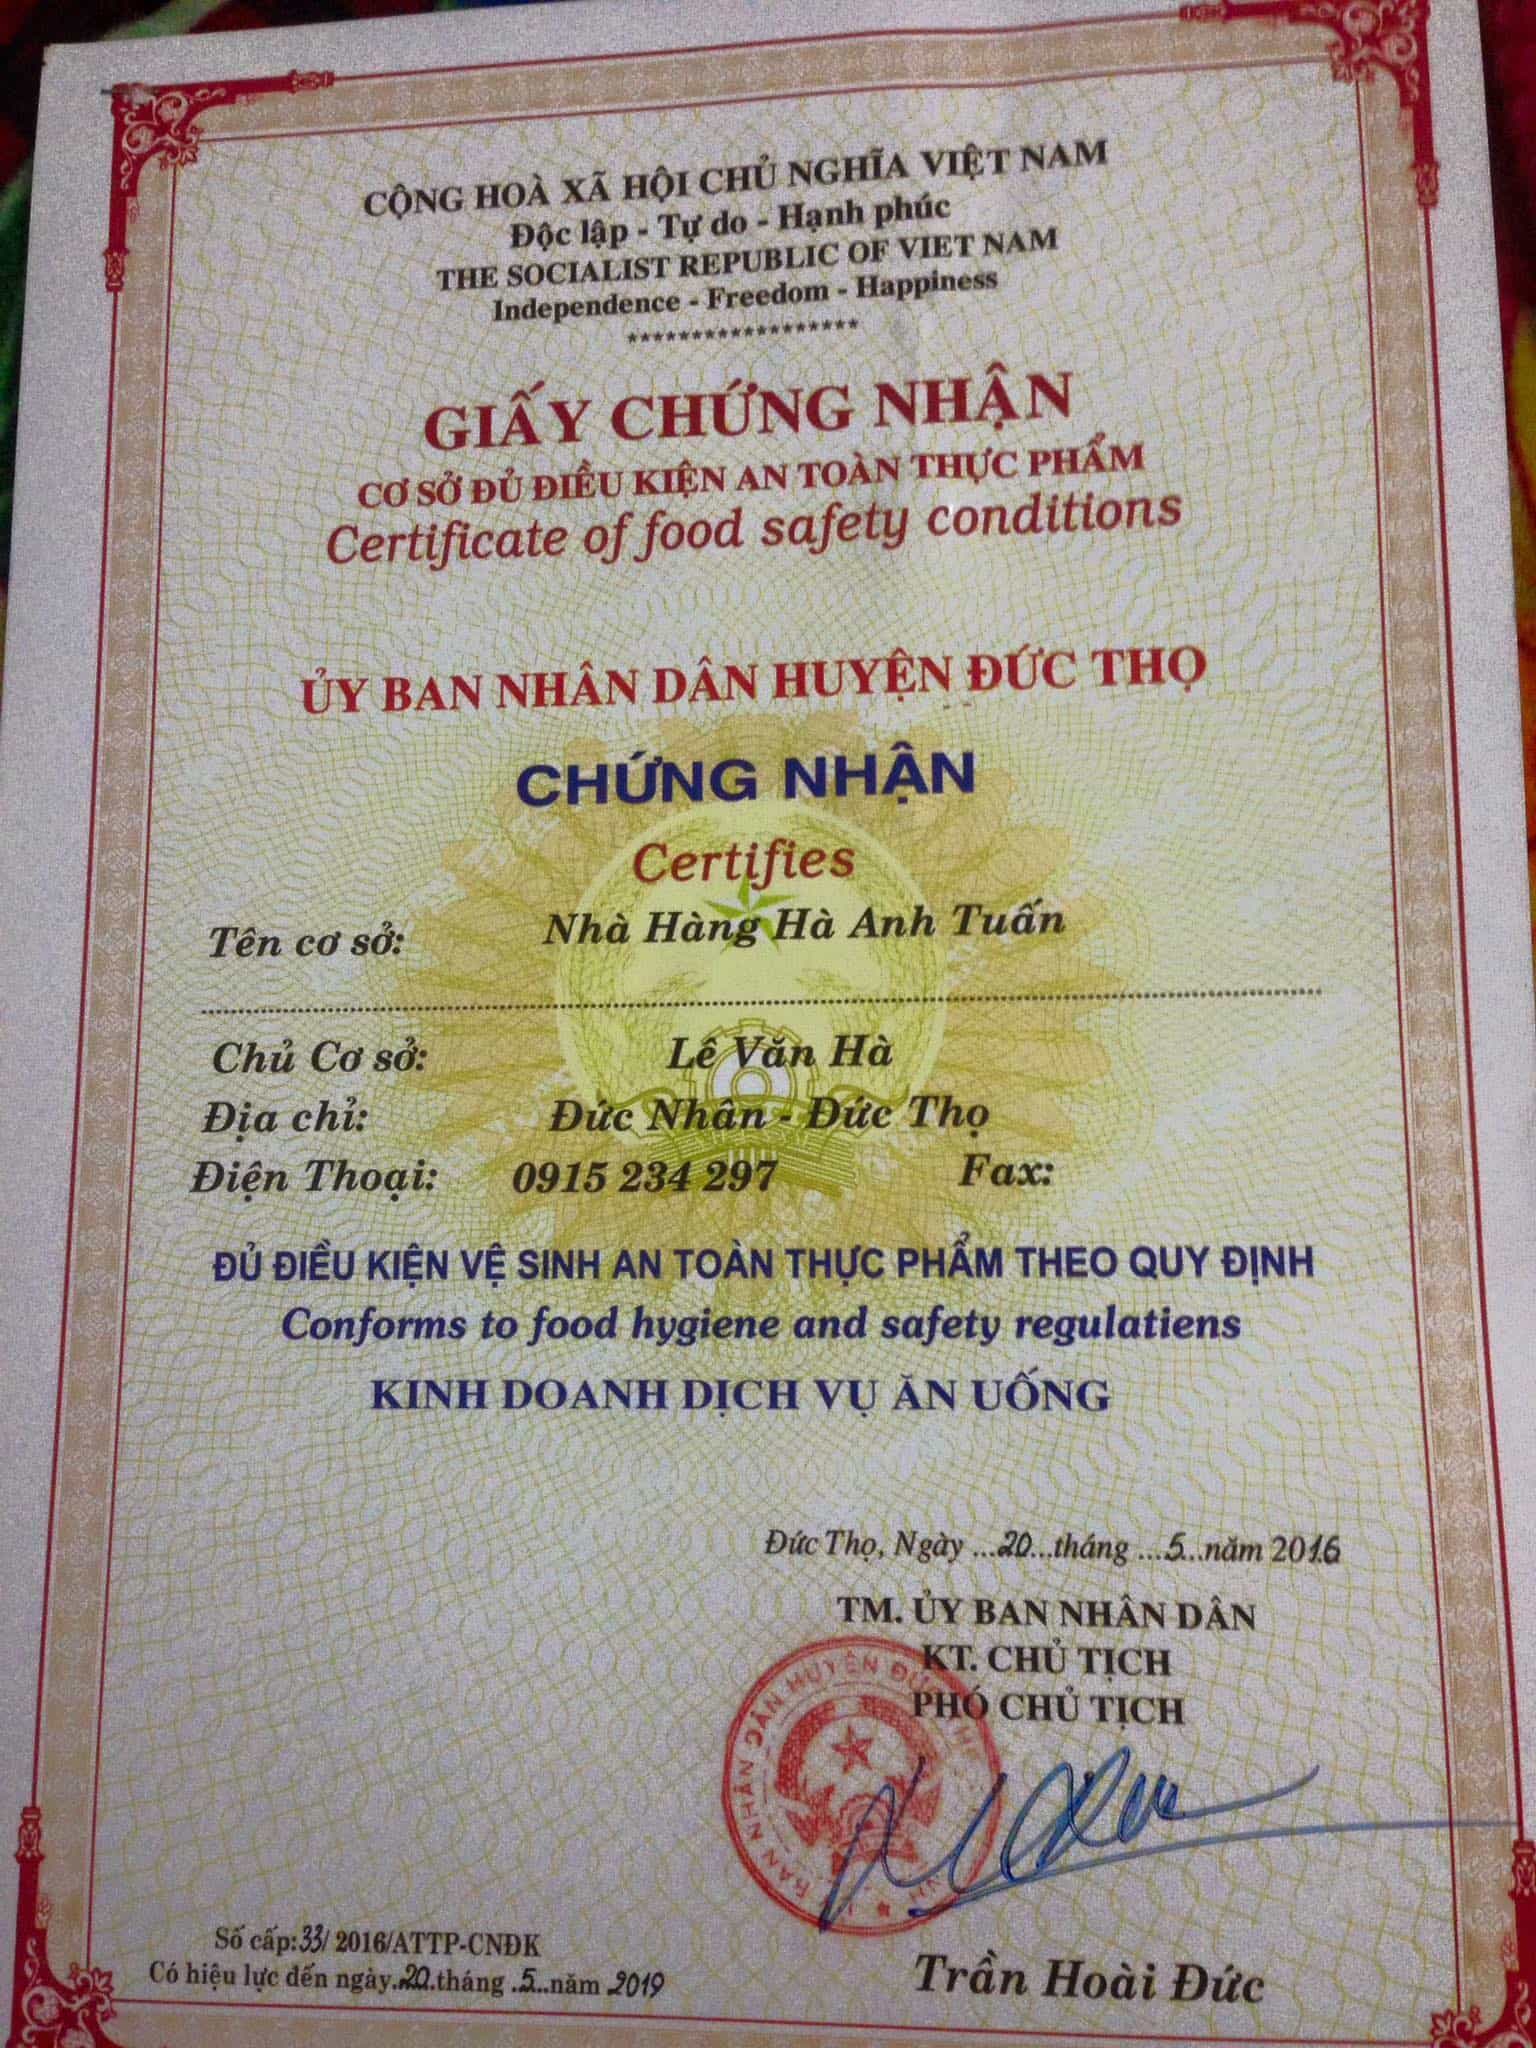 CỘNG HOÀ XÃ HỘI CHỦ NGHĨA VIỆT NAM
Độc lập - Tự do - Hạnh phúc
THE SOCIALIST REPUBLIC OF VIET NAM
Independence - Freedom - Happiness
******************
GIẤY CHỨNG NHẬN
CƠ SỞ ĐỦ ĐIỀU KIỆN AN TOÀN THỰC PHẨM
Certificate of food safety conditions
ỦY BAN NHÂN DÂN HUYỆN ĐỨC THỌ
CHỨNG NHẬN
Certifies
Tên cơ sở: Nhà Hàng Hà Anh Tuấn
Chủ Cơ sở: Lê Văn Hà
Địa chỉ: Đức Nhân - Đức Thọ
Điện Thoại: 0915 234 297 Fax:
ĐỦ ĐIỀU KIỆN VỆ SINH AN TOÀN THỰC PHẨM THEO QUY ĐỊNH
Conforms to food hygiene and safety regulatiens
KINH DOANH DỊCH VỤ ĂN UỐNG
Đức Thọ, Ngày ...20...tháng ...5...năm 2016
TM. ỦY BAN NHÂN DÂN
KT. CHỦ TỊCH
PHÓ CHỦ TỊCH
BAN NHÂN DÂN HUYỆN ĐỨC
Trần Hoài Đức
Số cấp:33/ 2016/ATTP-CNĐK
Có hiệu lực đến ngày..20.tháng .5...năm 2019